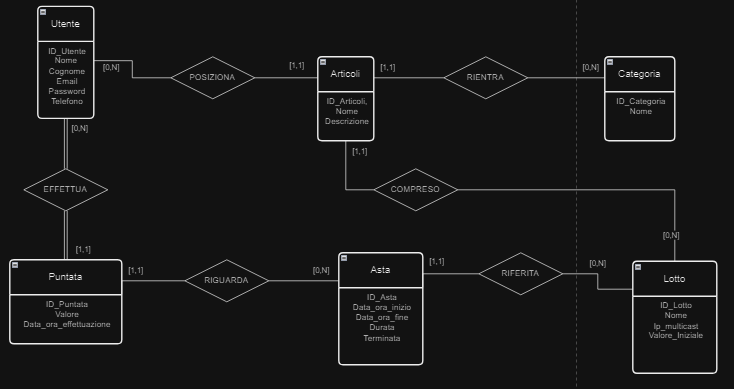 Utente
ID_Utente
Nome
Cognome
Email
Password
Telefono
[0,N]
POSIZIONA
[1,1]
Articoli
ID_Articoli,
Nome
Descrizione
[1,1]
RIENTRA
[0,N]
Categoria
ID_Categoria
Nome
[0,N]
EFFETTUA
[1,1]
[1,1]
COMPRESO
[0,N]
Puntata
ID_Puntata
Valore
Data_ora_effettuazione
[1,1]
RIGUARDA
[0,N]
Asta
ID_Asta
Data_ora_inizio
Data_ora_fine
Durata
Terminata
[1,1]
RIFERITA
[0,N]
Lotto
ID_Lotto
Nome
Ip_multicast
Valore_Iniziale